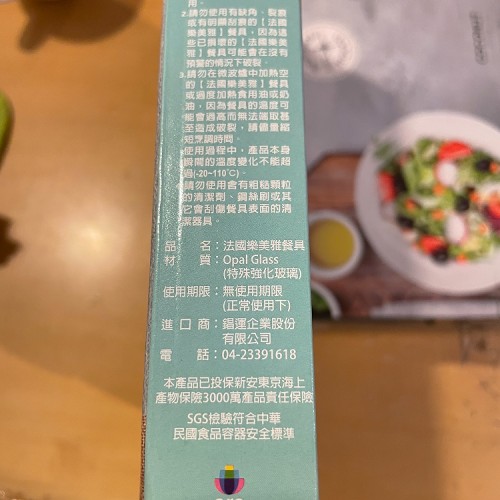 用。
2.請勿使用有缺角、裂痕
或有明顯刮痕的【法國
樂美雅】餐具,因為這
些已損壞的【法國樂美
雅】餐具可能會在沒有
預警的情況下破裂。
3.請勿在微波爐中加熱空
的【法國樂美雅】餐具
或過度加熱食用油或奶
油,因為餐具的溫度可
能會過高而無法端取甚
至造成破裂,請儘量縮
短烹調時間。
使用過程中,產品本身
瞬間的溫度變化不能超
過(-20~110℃)。
請勿使用含有粗糙顆粒
的清潔劑、鋼絲刷或其
它會刮傷餐具表面的清
潔器具。
品 名:法國樂美雅餐具
材 質:Opal Glass
(特殊強化玻璃)
使用期限:無使用期限
(正常使用下)
進 口 商:錩運企業股份
有限公司
電 話:04-23391618
本產品已投保新安東京海上
產物保險3000萬產品責任保險
SGS檢驗符合中華
民國食品容器安全標準